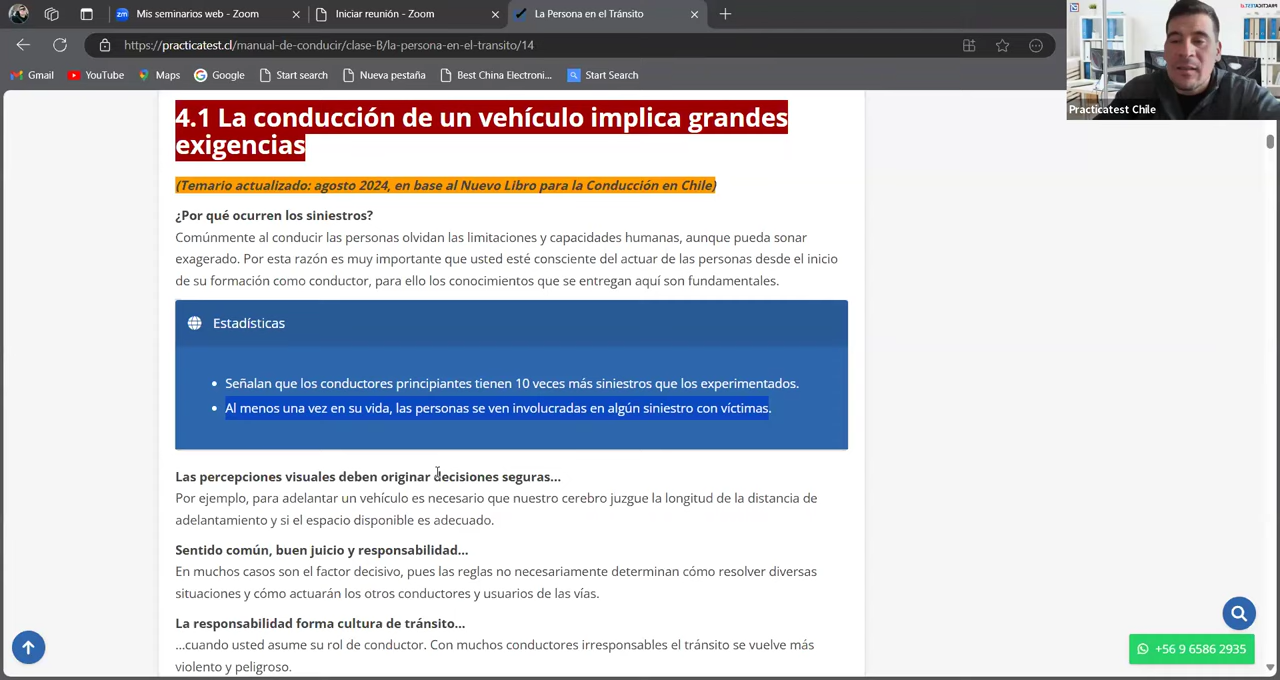 Mis seminarios web - Zoom
Iniciar reunión - Zoom
La Persona en el Tránsito
https://practicatest.cl/manual-de-conducir/clase-B/la-persona-en-el-transito/14
Gmail
YouTube
Maps
Google
Start search
Nueva pestaña
Best China Electroni...
Start Search
Practicatest Chile
4.1 La conducción de un vehículo implica grandes
exigencias
(Temario actualizado: agosto 2024, en base al Nuevo Libro para la Conducción en Chile)
¿Por qué ocurren los siniestros?
Comúnmente al conducir las personas olvidan las limitaciones y capacidades humanas, aunque pueda sonar
exagerado. Por esta razón es muy importante que usted esté consciente del actuar de las personas desde el inicio
de su formación como conductor, para ello los conocimientos que se entregan aquí son fundamentales.
Estadísticas
• Señalan que los conductores principiantes tienen 10 veces más siniestros que los experimentados.
• Al menos una vez en su vida, las personas se ven involucradas en algún siniestro con víctimas.
Las percepciones visuales deben originar decisiones seguras...
Por ejemplo, para adelantar un vehículo es necesario que nuestro cerebro juzgue la longitud de la distancia de
adelantamiento y si el espacio disponible es adecuado.
Sentido común, buen juicio y responsabilidad...
En muchos casos son el factor decisivo, pues las reglas no necesariamente determinan cómo resolver diversas
situaciones y cómo actuarán los otros conductores y usuarios de las vías.
La responsabilidad forma cultura de tránsito...
...cuando usted asume su rol de conductor. Con muchos conductores irresponsables el tránsito se vuelve más
violento y peligroso.
+56 9 6586 2935